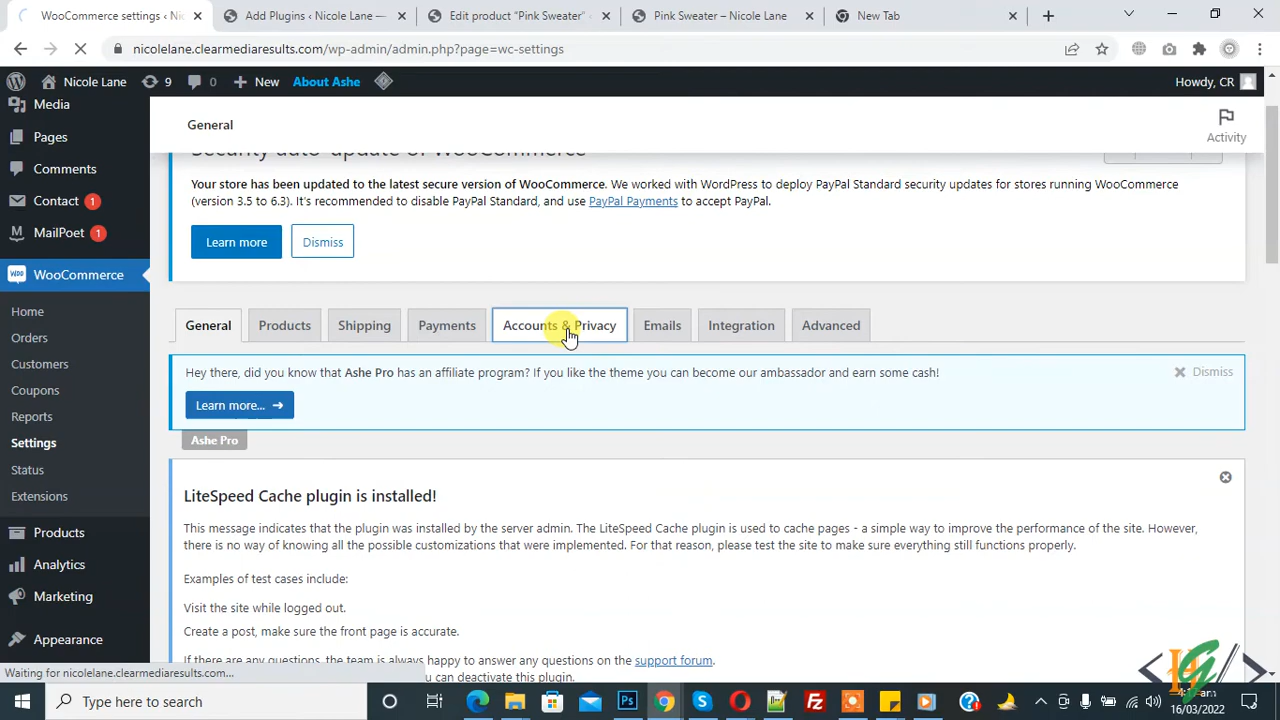 WooCommerce settings ‹ Ni
Add Plugins ‹ Nicole Lane —
Edit product "Pink Sweater" ‹
Pink Sweater – Nicole Lane
New Tab
nicolelane.clearmediaresults.com/wp-admin/admin.php?page=wc-settings
Nicole Lane
9
0
New
About Ashe
Howdy, CR
Media
Pages
Comments
Contact 1
MailPoet 1
WooCommerce
Home
Orders
Customers
Coupons
Reports
Settings
Status
Extensions
Products
Analytics
Marketing
Appearance
General
Activity
Security auto-update of WooCommerce
Your store has been updated to the latest secure version of WooCommerce. We worked with WordPress to deploy PayPal Standard security updates for stores running WooCommerce
(version 3.5 to 6.3). It's recommended to disable PayPal Standard, and use PayPal Payments to accept PayPal.
Learn more
Dismiss
General
Products
Shipping
Payments
Accounts & Privacy
Emails
Integration
Advanced
Hey there, did you know that Ashe Pro has an affiliate program? If you like the theme you can become our ambassador and earn some cash!
Dismiss
Learn more... →
Ashe Pro
LiteSpeed Cache plugin is installed!
This message indicates that the plugin was installed by the server admin. The LiteSpeed Cache plugin is used to cache pages - a simple way to improve the performance of the site. However,
there is no way of knowing all the possible customizations that were implemented. For that reason, please test the site to make sure everything still functions properly.
Examples of test cases include:
Visit the site while logged out.
Create a post, make sure the front page is accurate.
If there are any questions, the team is always happy to answer any questions on the support forum.
you can deactivate this plugin.
Waiting for nicolelane.clearmediaresults.com...
Type here to search
16/03/2022